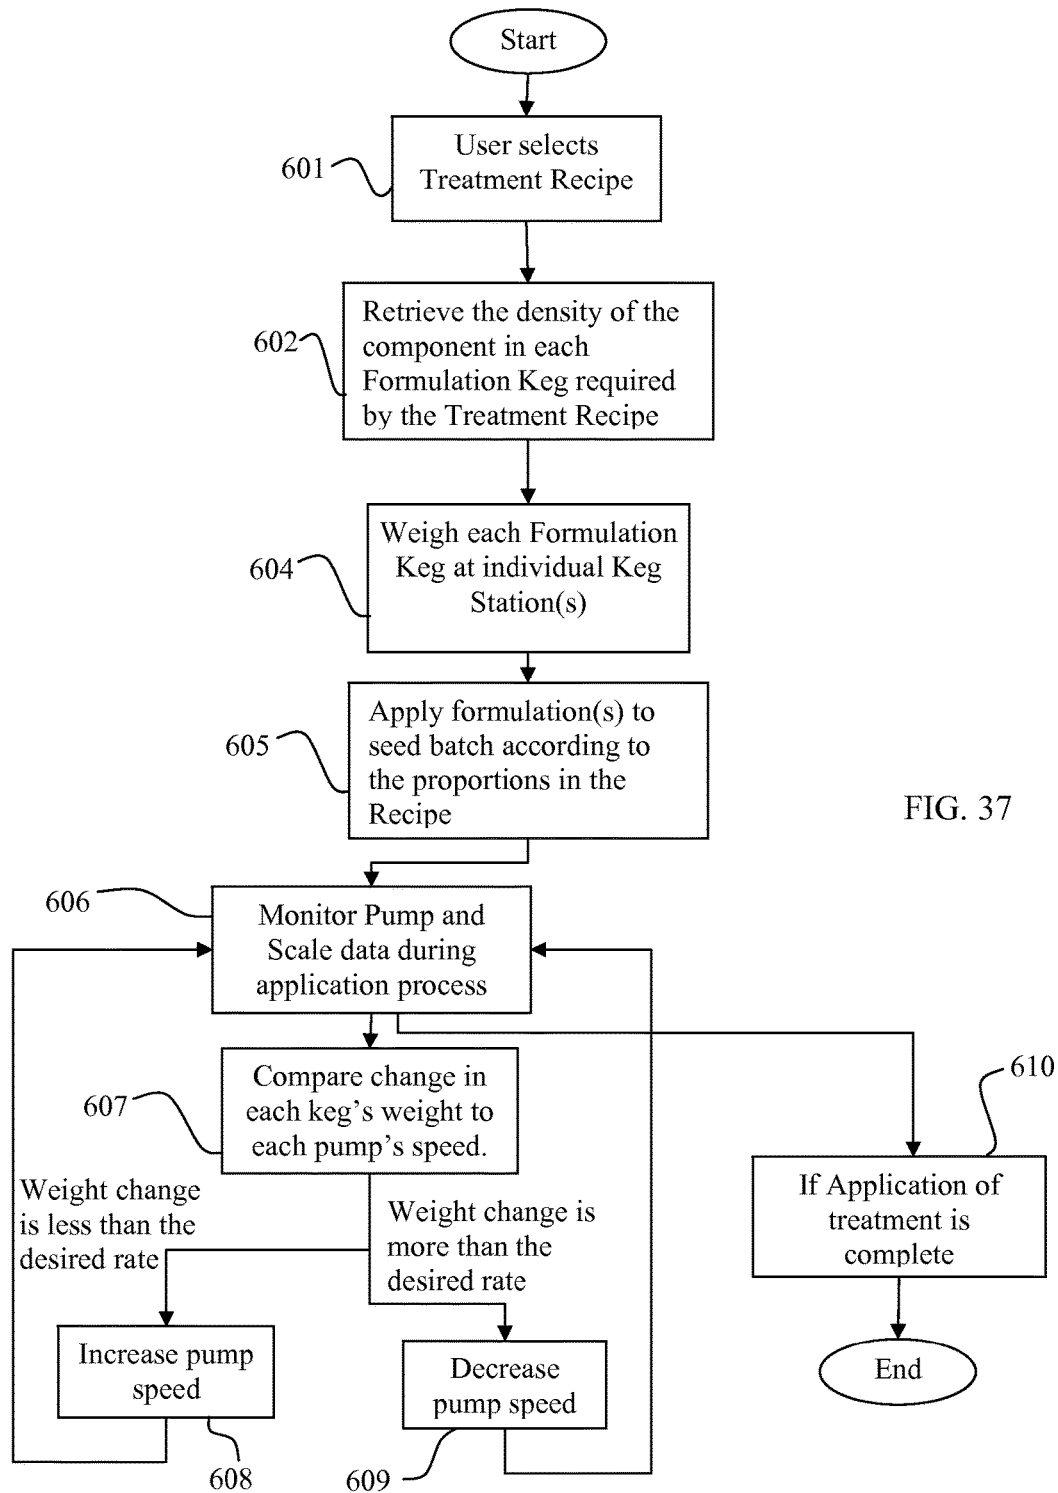 Start
User selects
Treatment Recipe
601
Retrieve the density of the
component in each
Formulation Keg required
by the Treatment Recipe
602
Weigh each Formulation
Keg at individual Keg
Station(s)
604
Apply formulation(s) to
seed batch according to
the proportions in the
Recipe
605
FIG. 37
606
Monitor Pump and
Scale data during
application process
607
Compare change in
each keg's weight to
each pump's speed.
610
If Application of
treatment is
complete
Weight change
is less than the
desired rate
Weight change is
more than the
desired rate
Increase pump
speed
608
Decrease
pump speed
609
End